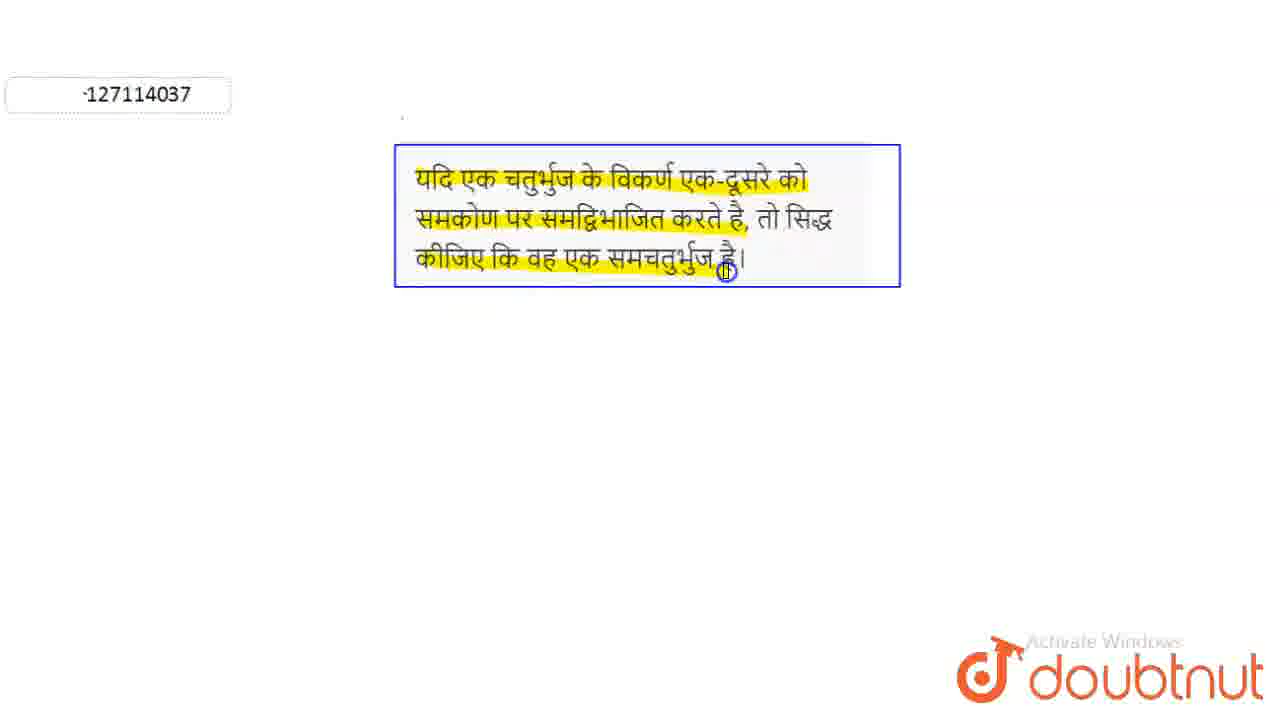 -127114037
यदि एक चतुर्भुज के विकर्ण एक-दूसरे को
समकोण पर समद्विभाजित करते है, तो सिद्ध
कीजिए कि वह एक समचतुर्भुज है।
Activate Windows
doubtnut